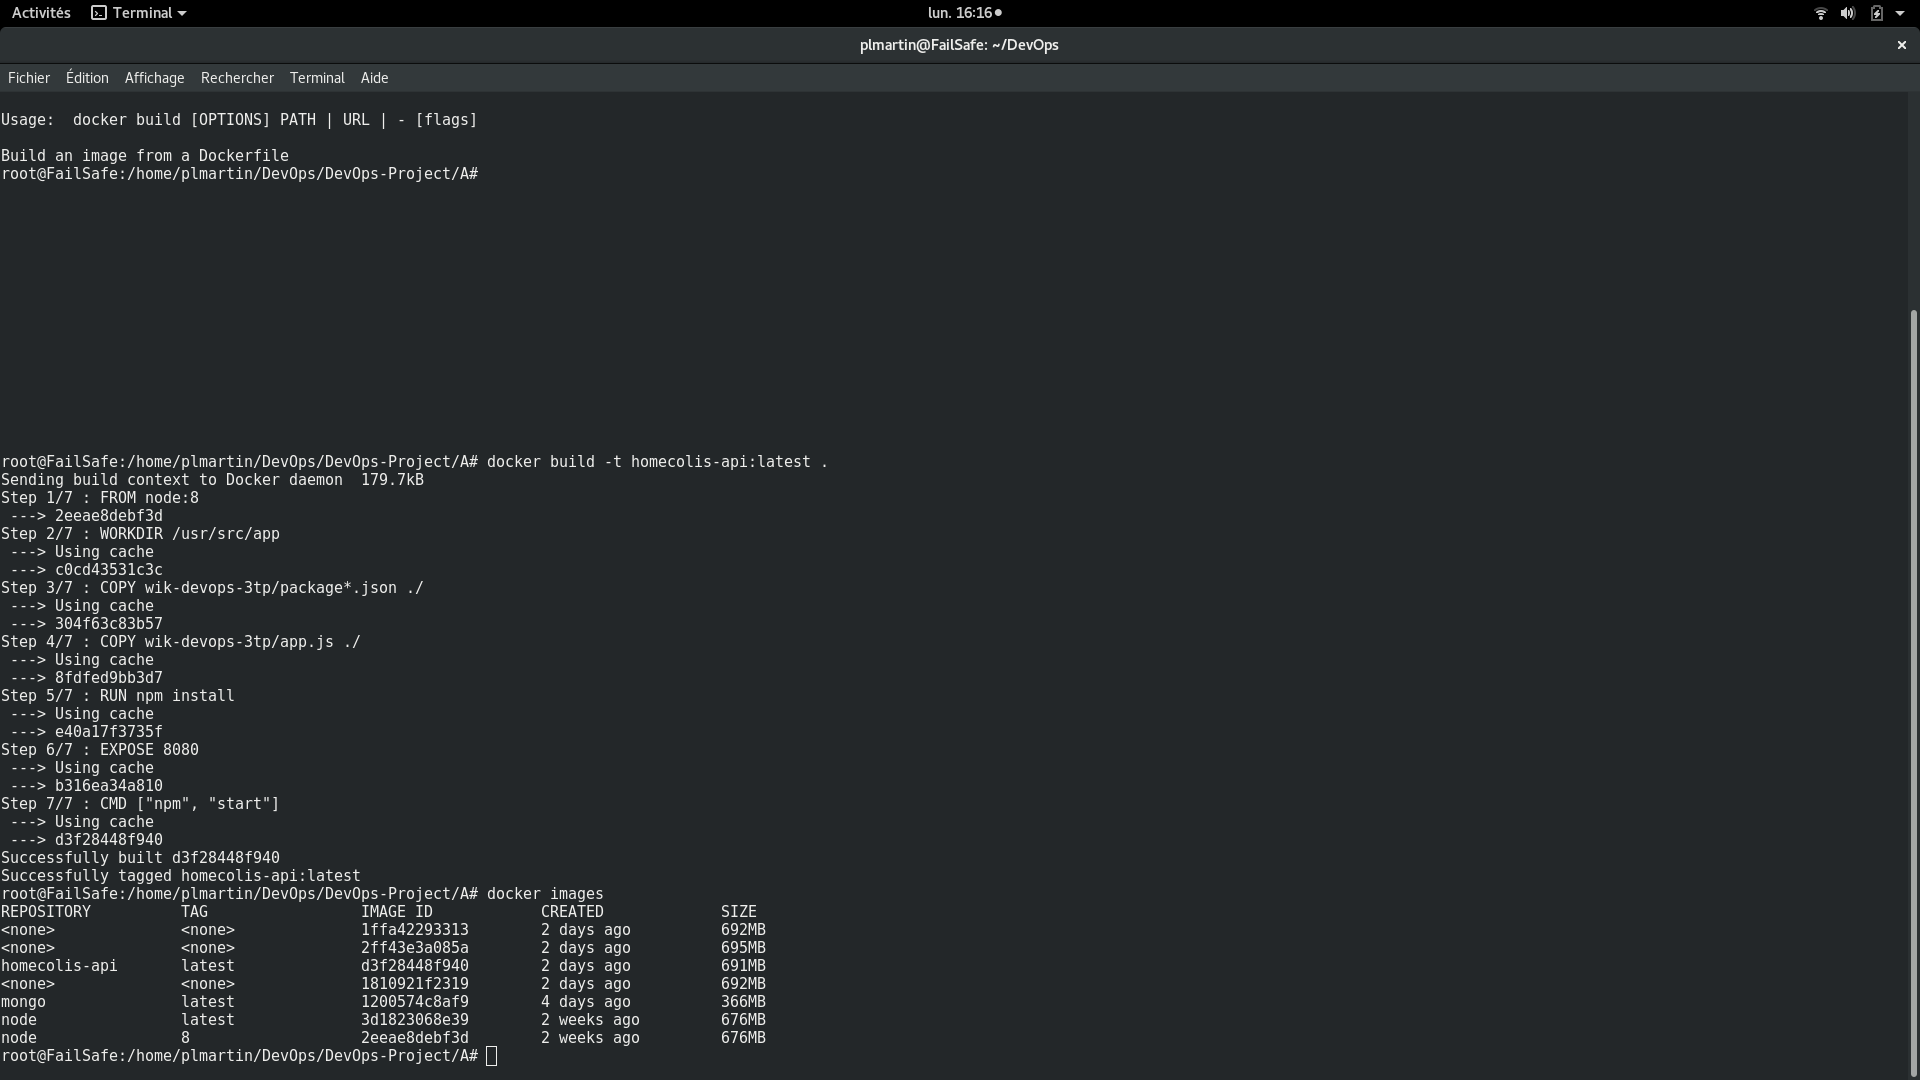 Activités Terminal lun. 16:16
plmartin@FailSafe: ~/DevOps
Fichier Édition Affichage Rechercher Terminal Aide
Usage:  docker build [OPTIONS] PATH | URL | - [flags]
Build an image from a Dockerfile
root@FailSafe:/home/plmartin/DevOps/DevOps-Project/A#
root@FailSafe:/home/plmartin/DevOps/DevOps-Project/A# docker build -t homecolis-api:latest .
Sending build context to Docker daemon  179.7kB
Step 1/7 : FROM node:8
 ---> 2eeae8debf3d
Step 2/7 : WORKDIR /usr/src/app
 ---> Using cache
 ---> c0cd43531c3c
Step 3/7 : COPY wik-devops-3tp/package*.json ./
 ---> Using cache
 ---> 304f63c83b57
Step 4/7 : COPY wik-devops-3tp/app.js ./
 ---> Using cache
 ---> 8fdfed9bb3d7
Step 5/7 : RUN npm install
 ---> Using cache
 ---> e40a17f3735f
Step 6/7 : EXPOSE 8080
 ---> Using cache
 ---> b316ea34a810
Step 7/7 : CMD ["npm", "start"]
 ---> Using cache
 ---> d3f28448f940
Successfully built d3f28448f940
Successfully tagged homecolis-api:latest
root@FailSafe:/home/plmartin/DevOps/DevOps-Project/A# docker images
REPOSITORY          TAG                 IMAGE ID            CREATED             SIZE
<none>              <none>              1ffa42293313        2 days ago          692MB
<none>              <none>              2ff43e3a085a        2 days ago          695MB
homecolis-api       latest              d3f28448f940        2 days ago          691MB
<none>              <none>              1810921f2319        2 days ago          692MB
mongo               latest              1200574c8af9        4 days ago          366MB
node                latest              3d1823068e39        2 weeks ago         676MB
node                8                   2eeae8debf3d        2 weeks ago         676MB
root@FailSafe:/home/plmartin/DevOps/DevOps-Project/A#